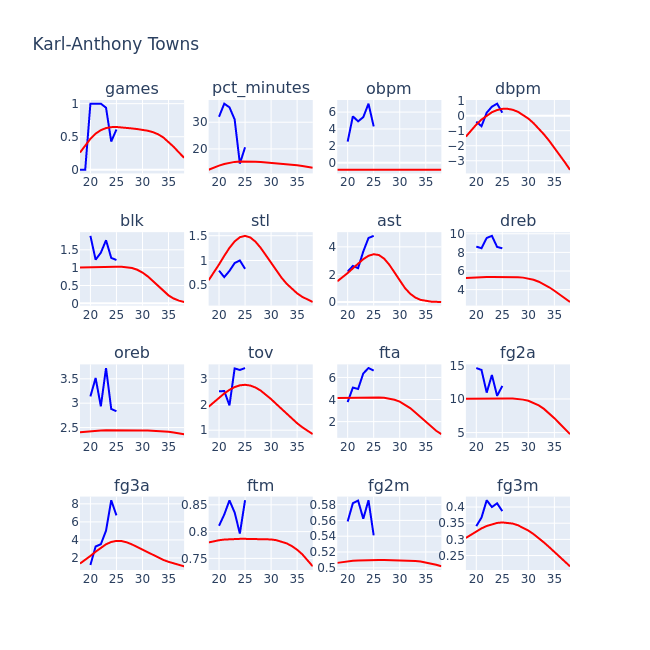 Karl-Anthony Towns
games pct_minutes obpm dbpm
1 0.5 0 20 25 30 35
30 20 20 25 30 35
6 4 2 0 20 25 30 35
1 0 −1 −2 −3 20 25 30 35
blk stl ast dreb
1.5 1 0.5 0 20 25 30 35
1.5 1 0.5 20 25 30 35
4 2 0 20 25 30 35
10 8 6 4 20 25 30 35
oreb tov fta fg2a
3.5 3 2.5 20 25 30 35
3 2 1 20 25 30 35
6 4 2 20 25 30 35
15 10 5 20 25 30 35
fg3a ftm fg2m fg3m
8 6 4 2 20 25 30 35
0.85 0.8 0.75 20 25 30 35
0.58 0.56 0.54 0.52 0.5 20 25 30 35
0.4 0.35 0.3 0.25 20 25 30 35